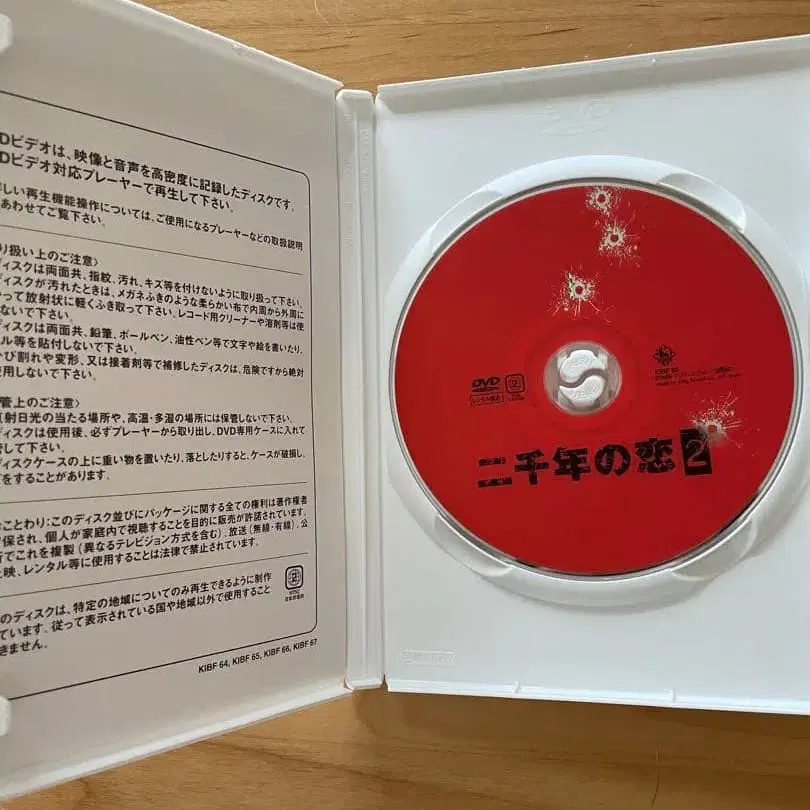 Dビデオは、映像と音声を高密度に記録したディスクです。
Dビデオ対応プレーヤーで再生して下さい。
しい再生機能操作については、ご使用になるプレーヤーなどの取扱説明
あわせてご覧下さい。
り扱い上のご注意〉
ディスクは両面共、指紋、汚れ、キズ等を付けないように取り扱って下さい。
ディスクが汚れたときは、メガネふきのような柔らかい布で内周から外周に
って放射状に軽くふき取って下さい。レコード用クリーナーや溶剤等は使
ないで下さい。
ディスクは両面共、鉛筆、ボールペン、油性ペン等で文字や絵を書いたり、
ル等を貼付しないで下さい。
び割れや変形、又は接着剤等で補修したディスクは、危険ですから絶対
使用しないで下さい。
管上のご注意〉
射日光の当たる場所や、高温・多湿の場所には保管しないで下さい。
ディスクは使用後、必ずプレーヤーから取り出し、DVD専用ケースに入れて
して下さい。
ディスクケースの上に重い物を置いたり、落としたりすると、ケースが破損し、
をすることがあります。
ことわり:このディスク並びにパッケージに関する全ての権利は著作権者
保され、個人が家庭内で視聴することを目的に販売が許諾されています。
でこれを複製(異なるテレビジョン方式を含む)、放送(無線・有線)、公
映、レンタル等に使用することは法律で禁止されています。
のディスクは、特定の地域についてのみ再生できるように制作
ています。従って表示されている国や地域以外で使用すること
きません。
2
NTSC
日本市場向
KIBF 64, KIBF 65, KIBF 66, KIBF 67
DVD
VIDEO
2
レンタル禁止
KIBF 65
二千年の恋 2